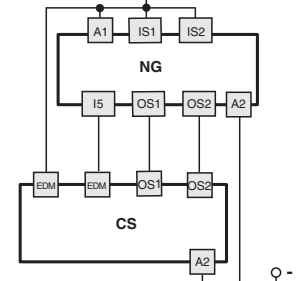 A1 IS1 IS2
NG
I5 OS1 OS2 A2
EDM EDM OS1 OS2
CS
A2
-